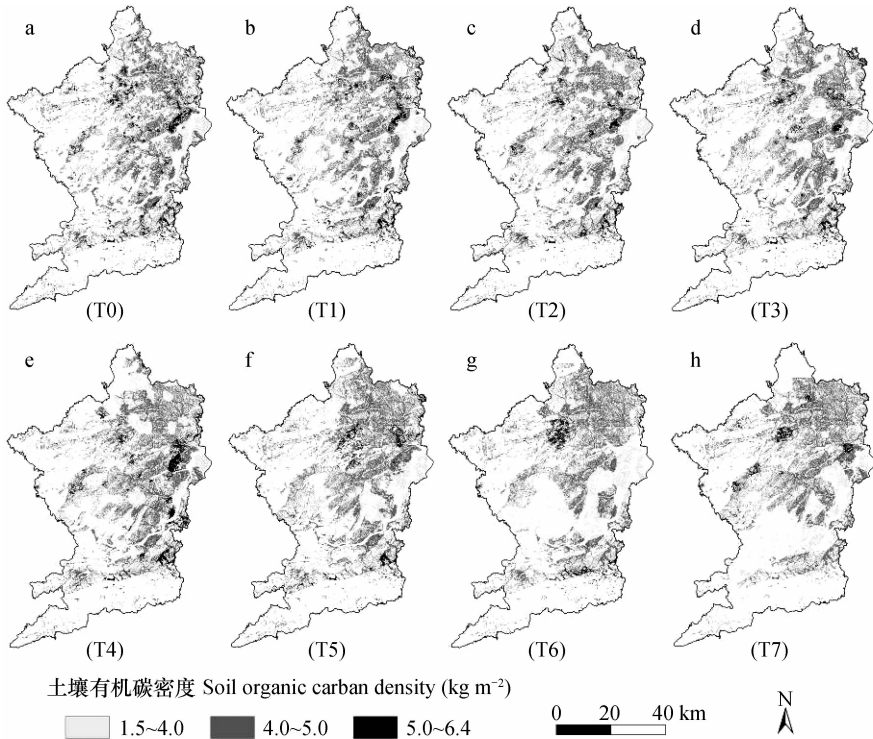 a b c d
(T0) (T1) (T2) (T3)
e f g h
(T4) (T5) (T6) (T7)
土壤有机碳密度 Soil organic carban density (kg m⁻²)
1.5~4.0 4.0~5.0 5.0~6.4
0 20 40 km
N